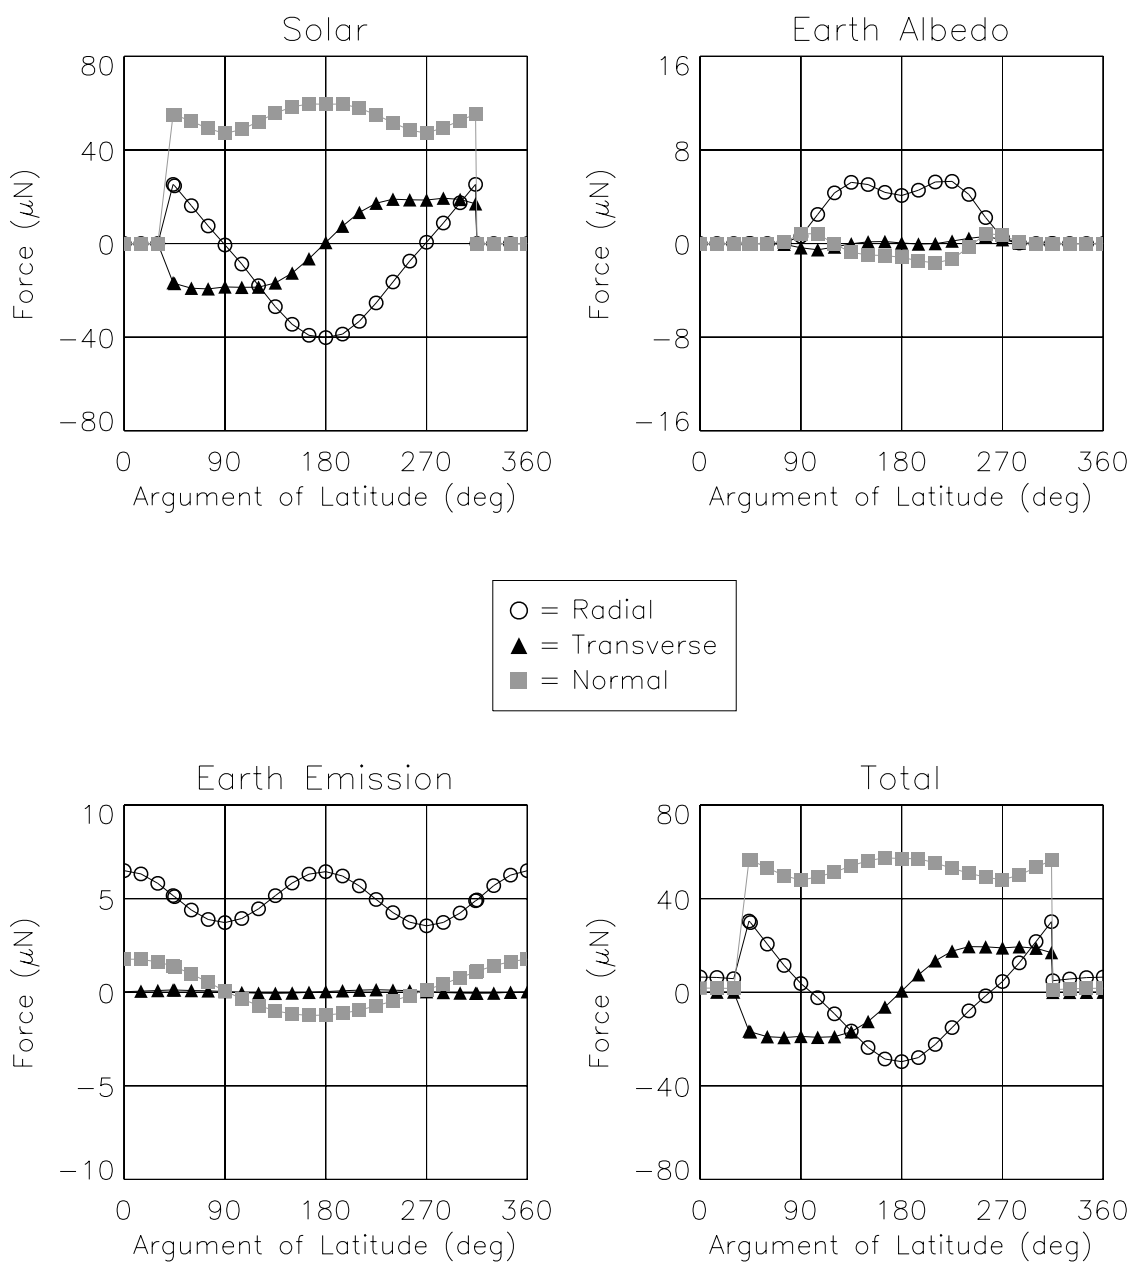 Solar
80
40
0
−40
−80
Force (μN)
0 90 180 270 360
Argument of Latitude (deg)
Earth Albedo
16
8
0
−8
−16
Force (μN)
0 90 180 270 360
Argument of Latitude (deg)
= Radial
= Transverse
= Normal
Earth Emission
10
5
0
−5
−10
Force (μN)
0 90 180 270 360
Argument of Latitude (deg)
Total
80
40
0
−40
−80
Force (μN)
0 90 180 270 360
Argument of Latitude (deg)